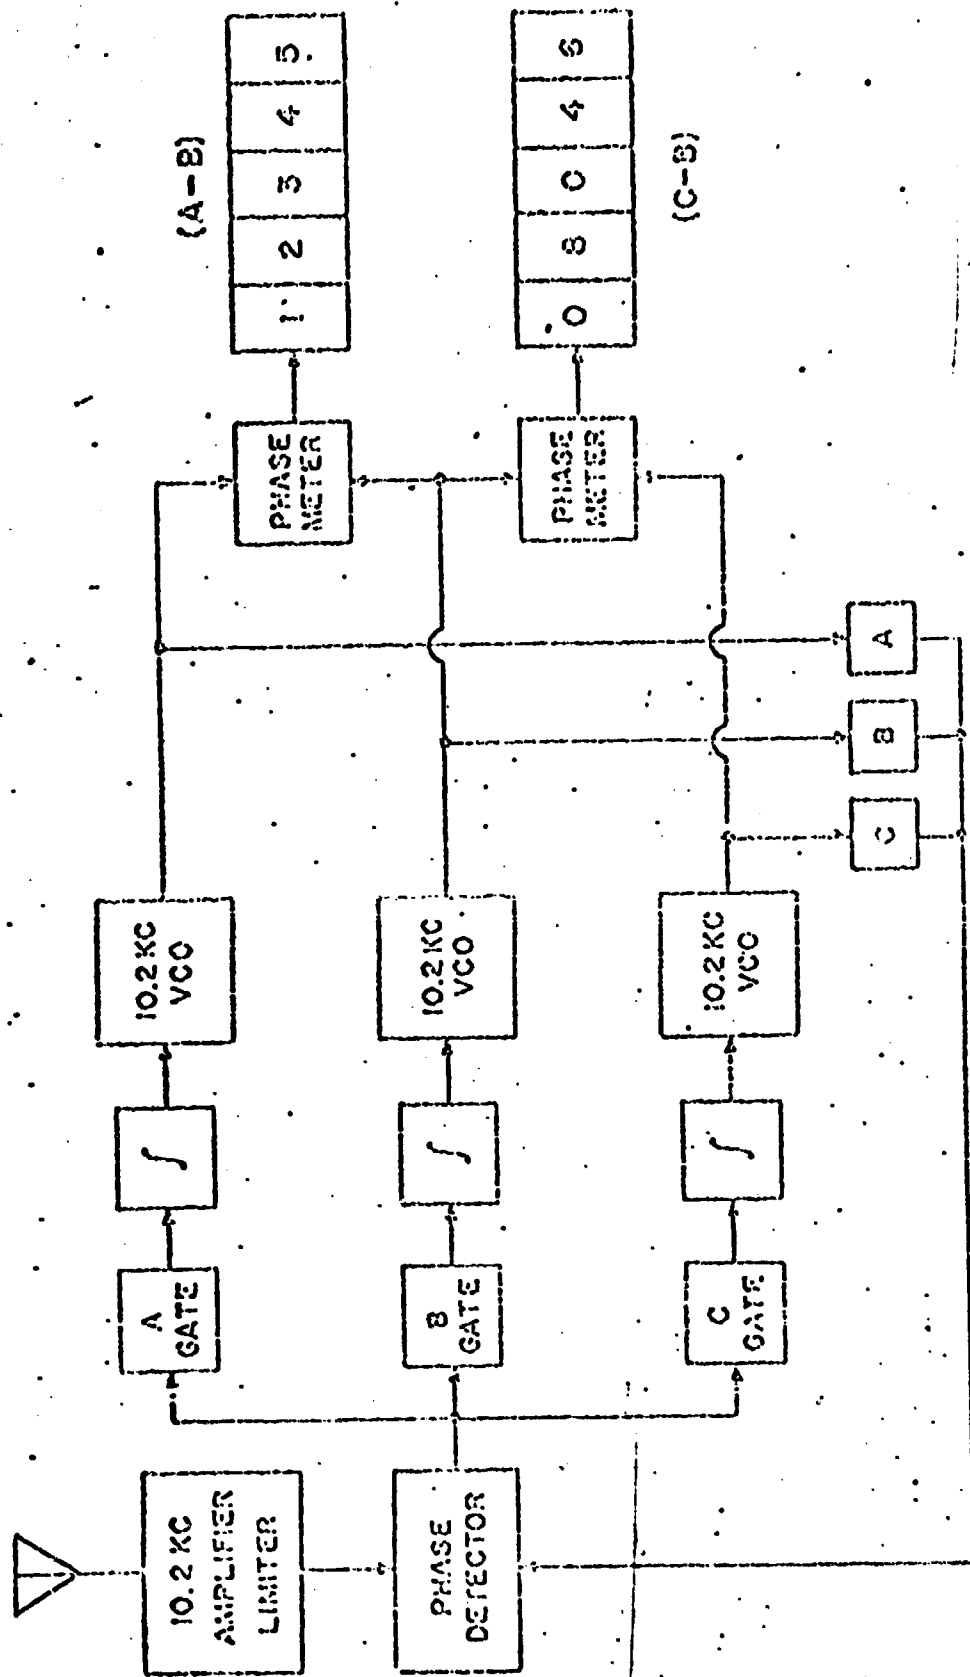 10.2 KC
AMPLIFIER
LIMITER
PHASE
DETECTOR
A
GATE
B
GATE
C
GATE
∫
∫
∫
10.2 KC
VCO
10.2 KC
VCO
10.2 KC
VCO
A
B
C
PHASE
METER
PHASE
METER
(A-B)
1 2 3 4 5
0 8 0 4 6
(C-B)